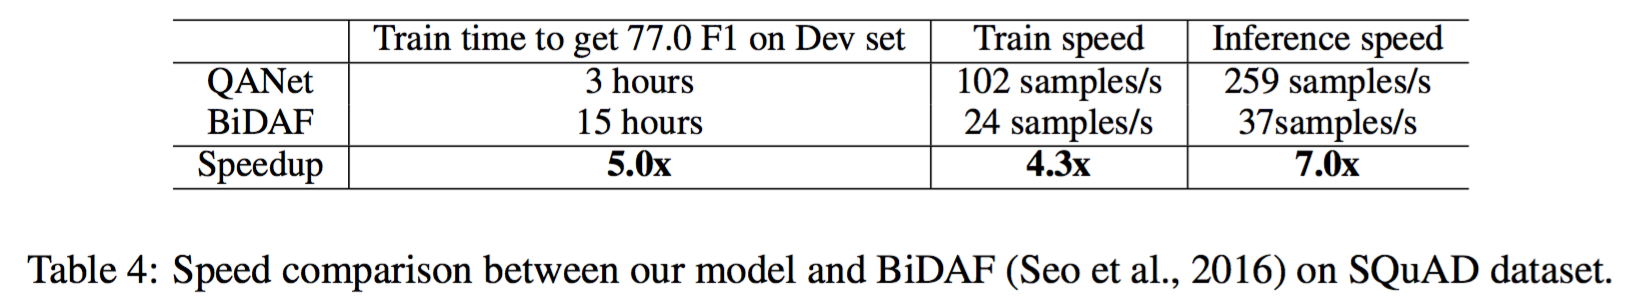 Train time to get 77.0 F1 on Dev set Train speed Inference speed
QANet 3 hours 102 samples/s 259 samples/s
BiDAF 15 hours 24 samples/s 37samples/s
Speedup 5.0x 4.3x 7.0x
Table 4: Speed comparison between our model and BiDAF (Seo et al., 2016) on SQuAD dataset.